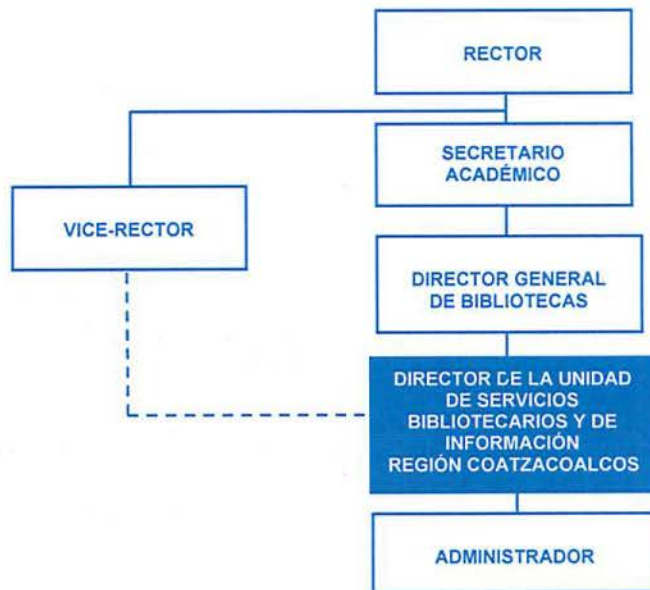 RECTOR
SECRETARIO
ACADÉMICO
VICE-RECTOR
DIRECTOR GENERAL
DE BIBLIOTECAS
DIRECTOR DE LA UNIDAD
DE SERVICIOS
BIBLIOTECARIOS Y DE
INFORMACIÓN
REGIÓN COATZACOALCOS
ADMINISTRADOR